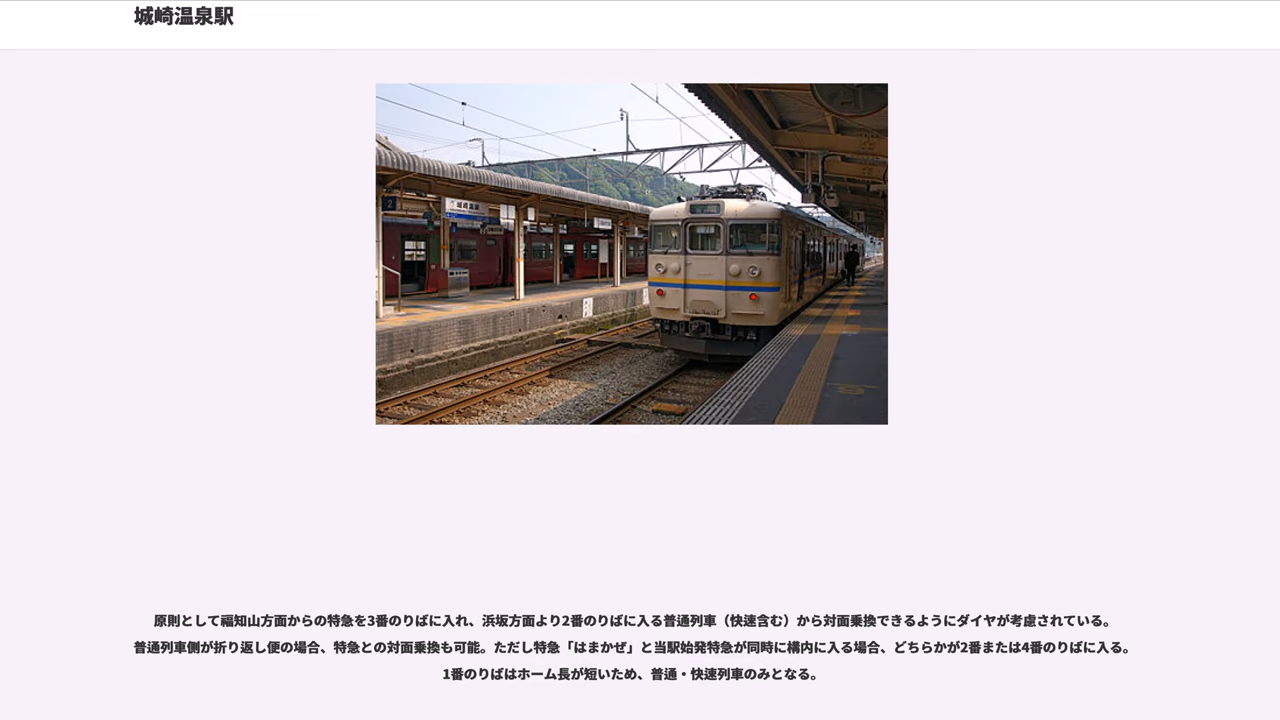 城崎温泉駅
2
城崎温泉
原則として福知山方面からの特急を3番のりばに入れ、浜坂方面より2番のりばに入る普通列車（快速含む）から対面乗換できるようにダイヤが考慮されている。
普通列車側が折り返し便の場合、特急との対面乗換も可能。ただし特急「はまかぜ」と当駅始発特急が同時に構内に入る場合、どちらかが2番または4番のりばに入る。
1番のりばはホーム長が短いため、普通・快速列車のみとなる。